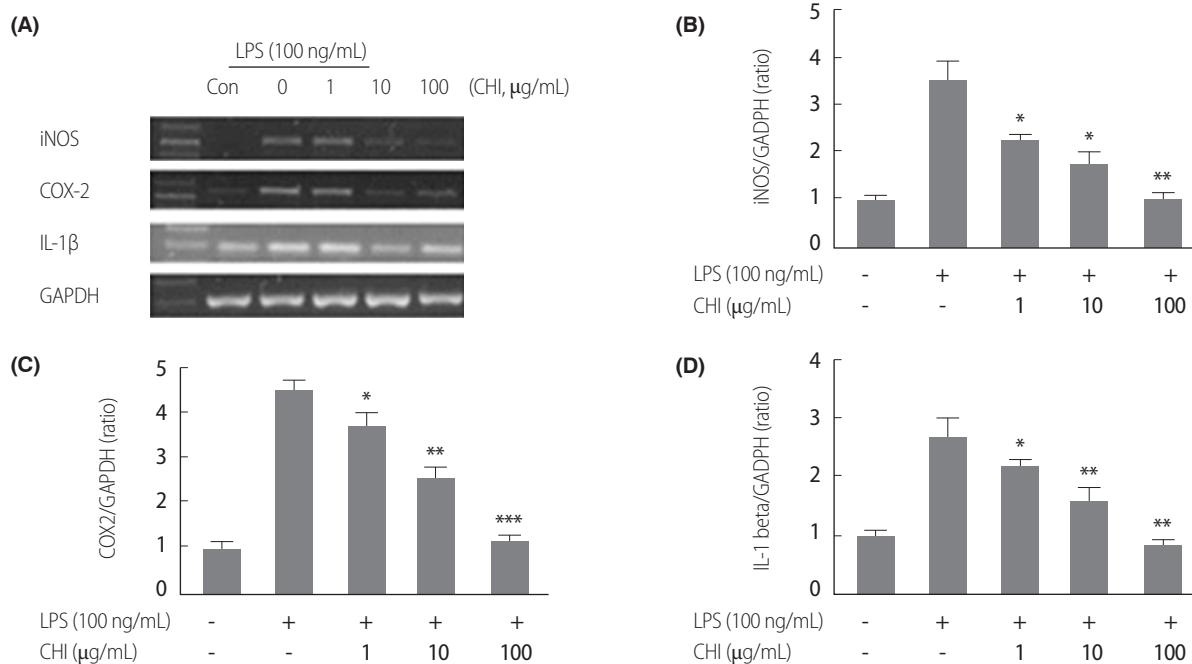 (A)
LPS (100 ng/mL)
Con 0 1 10 100 (CHI, μg/mL)
iNOS
COX-2
IL-1β
GAPDH
(B)
iNOS/GADPH (ratio)
5
4
3
2
1
0
* * **
LPS (100 ng/mL) - + + + +
CHI (μg/mL) - - 1 10 100
(C)
COX2/GAPDH (ratio)
5
4
3
2
1
0
* ** ***
LPS (100 ng/mL) - + + + +
CHI (μg/mL) - - 1 10 100
(D)
IL-1 beta/GADPH (ratio)
4
3
2
1
0
* ** **
LPS (100 ng/mL) - + + + +
CHI (μg/mL) - - 1 10 100